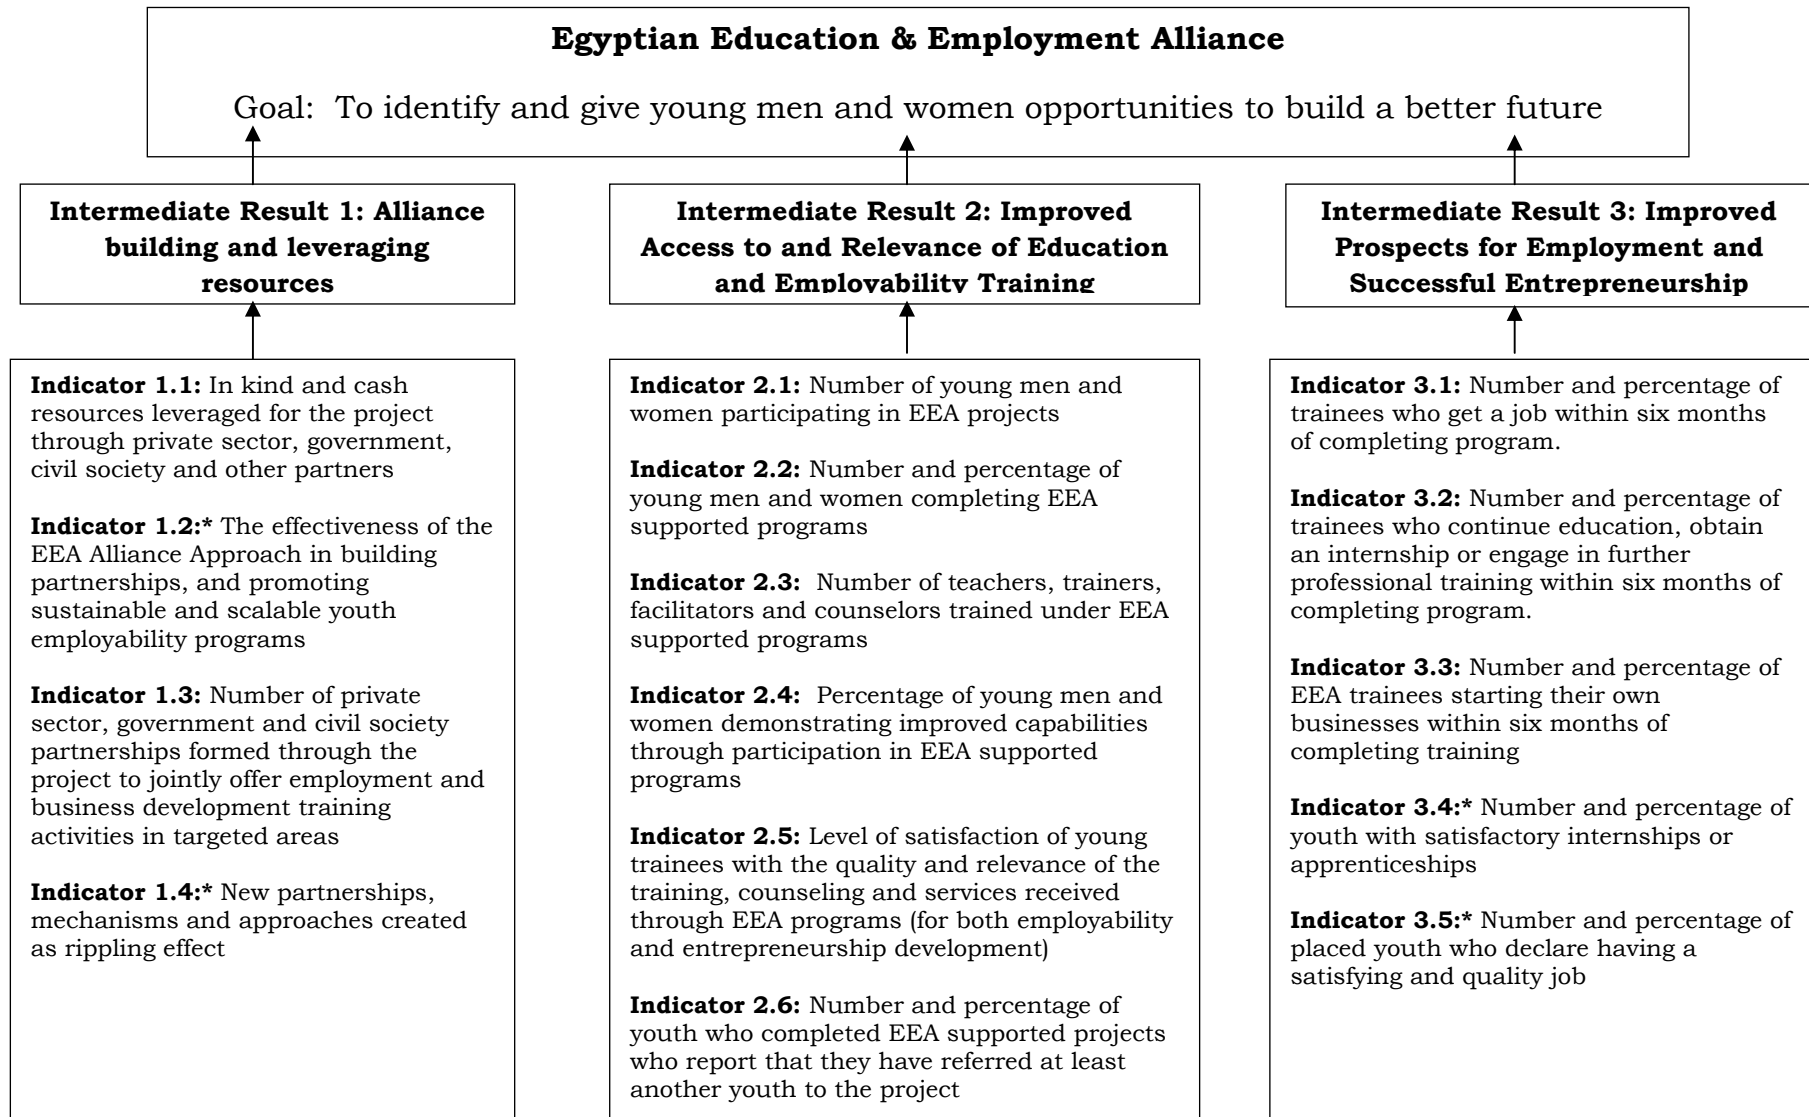 Egyptian Education & Employment Alliance
Goal:  To identify and give young men and women opportunities to build a better future
Intermediate Result 1: Alliance
building and leveraging
resources
Intermediate Result 2: Improved
Access to and Relevance of Education
and Employability Training
Intermediate Result 3: Improved
Prospects for Employment and
Successful Entrepreneurship
Indicator 1.1: In kind and cash
resources leveraged for the project
through private sector, government,
civil society and other partners
Indicator 1.2:* The effectiveness of the
EEA Alliance Approach in building
partnerships, and promoting
sustainable and scalable youth
employability programs
Indicator 1.3: Number of private
sector, government and civil society
partnerships formed through the
project to jointly offer employment and
business development training
activities in targeted areas
Indicator 1.4:* New partnerships,
mechanisms and approaches created
as rippling effect
Indicator 2.1: Number of young men and
women participating in EEA projects
Indicator 2.2: Number and percentage of
young men and women completing EEA
supported programs
Indicator 2.3:  Number of teachers, trainers,
facilitators and counselors trained under EEA
supported programs
Indicator 2.4:  Percentage of young men and
women demonstrating improved capabilities
through participation in EEA supported
programs
Indicator 2.5: Level of satisfaction of young
trainees with the quality and relevance of the
training, counseling and services received
through EEA programs (for both employability
and entrepreneurship development)
Indicator 2.6: Number and percentage of
youth who completed EEA supported projects
who report that they have referred at least
another youth to the project
Indicator 3.1: Number and percentage of
trainees who get a job within six months
of completing program.
Indicator 3.2: Number and percentage of
trainees who continue education, obtain
an internship or engage in further
professional training within six months of
completing program.
Indicator 3.3: Number and percentage of
EEA trainees starting their own
businesses within six months of
completing training
Indicator 3.4:* Number and percentage of
youth with satisfactory internships or
apprenticeships
Indicator 3.5:* Number and percentage of
placed youth who declare having a
satisfying and quality job